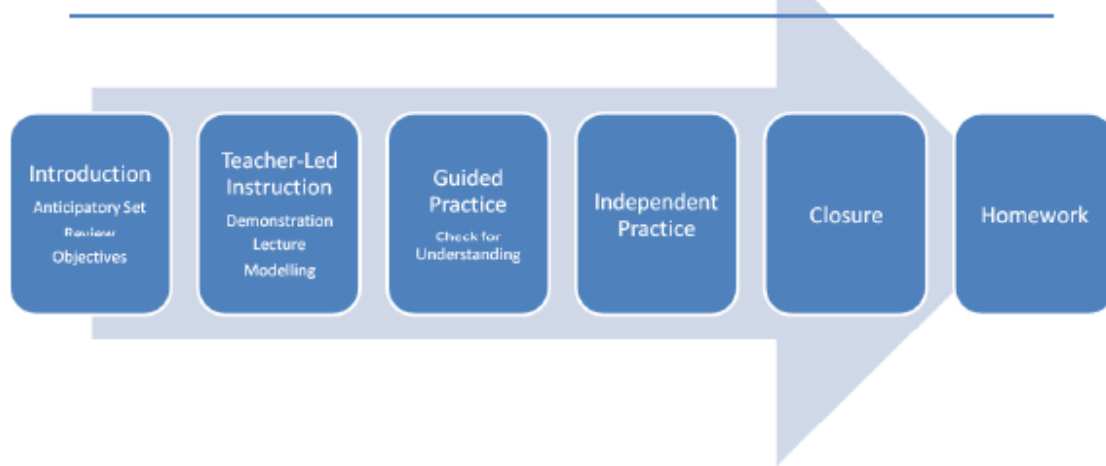 Introduction
Anticipatory Set
Review
Objectives
Teacher-Led
Instruction
Demonstration
Lecture
Modelling
Guided
Practice
Check for
Understanding
Independent
Practice
Closure
Homework